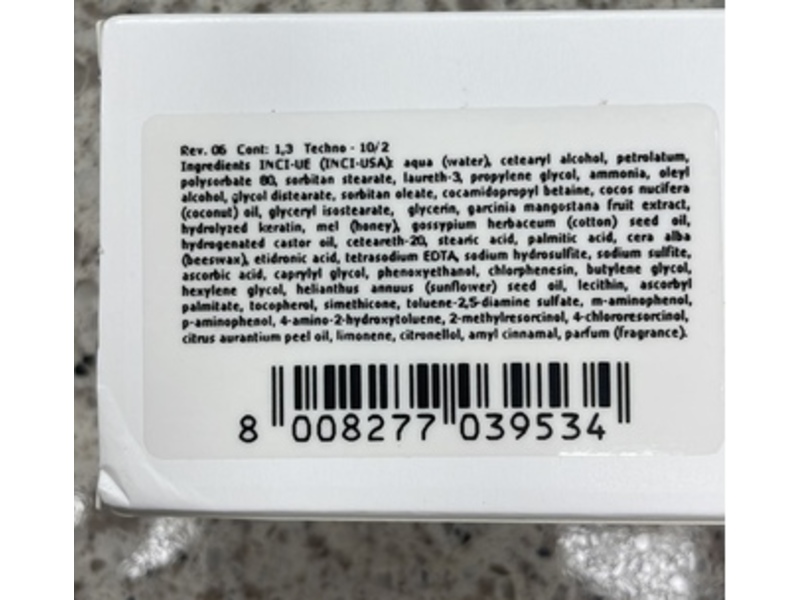 Rev. 06 Cont: 1,3 Techno - 10/2
Ingredients INCI-UE (INCI-USA): aqua (water), cetearyl alcohol, petrolatum,
polysorbate 80, sorbitan stearate, laureth-3, propylene glycol, ammonia, oleyl
alcohol, glycol distearate, sorbitan oleate, cocamidopropyl betaine, cocos nucifera
(coconut) oil, glyceryl isostearate, glycerin, garcinia mangostana fruit extract,
hydrolyzed keratin, mel (honey), gossypium herbaceum (cotton) seed oil,
hydrogenated castor oil, ceteareth-20, stearic acid, palmitic acid, cera alba
(beeswax), etidronic acid, tetrasodium EDTA, sodium hydrosulfite, sodium sulfite,
ascorbic acid, caprylyl glycol, phenoxyethanol, chlorphenesin, butylene glycol,
hexylene glycol, helianthus annuus (sunflower) seed oil, lecithin, ascorbyl
palmitate, tocopherol, simethicone, toluene-2,5-diamine sulfate, m-aminophenol,
p-aminophenol, 4-amino-2-hydroxytoluene, 2-methylresorcinol, 4-chlororesorcinol,
citrus aurantium peel oil, limonene, citronellol, amyl cinnamal, parfum (fragrance).
8 008277 039534